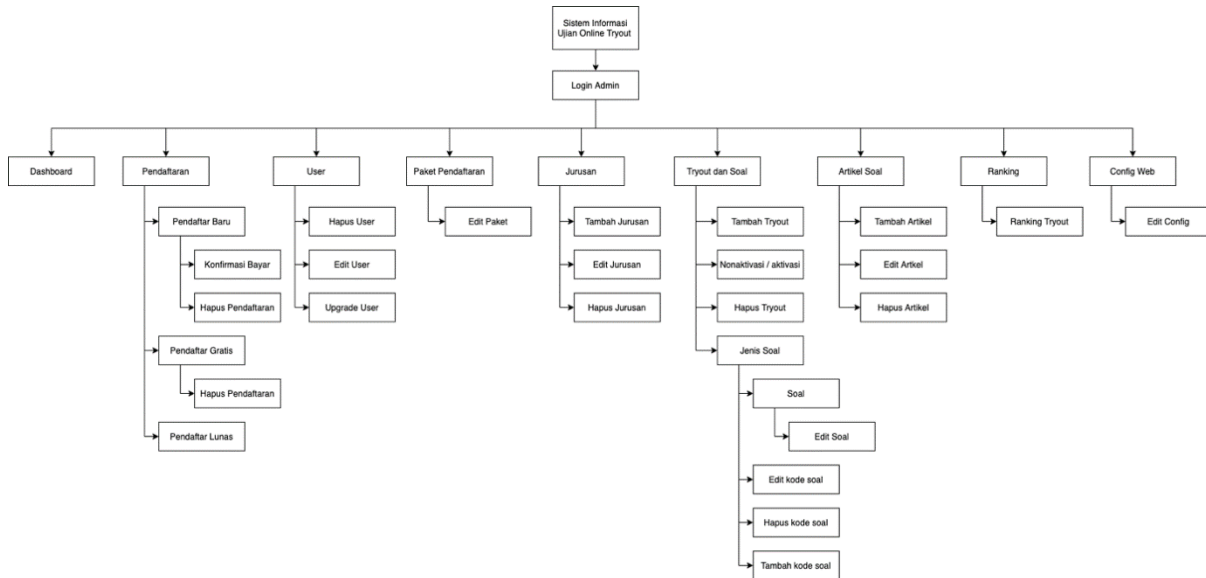 Sistem Informasi
Ujian Online Tryout
Login Admin
Dashboard
Pendaftaran
User
Paket Pendaftaran
Jurusan
Tryout dan Soal
Artikel Soal
Ranking
Config Web
Pendaftar Baru
Hapus User
Edit Paket
Tambah Jurusan
Tambah Tryout
Tambah Artikel
Ranking Tryout
Edit Config
Konfirmasi Bayar
Edit User
Edit Jurusan
Nonaktivasi / aktivasi
Edit Artkel
Hapus Pendaftaran
Upgrade User
Hapus Jurusan
Hapus Tryout
Hapus Artikel
Pendaftar Gratis
Jenis Soal
Hapus Pendaftaran
Soal
Pendaftar Lunas
Edit Soal
Edit kode soal
Hapus kode soal
Tambah kode soal